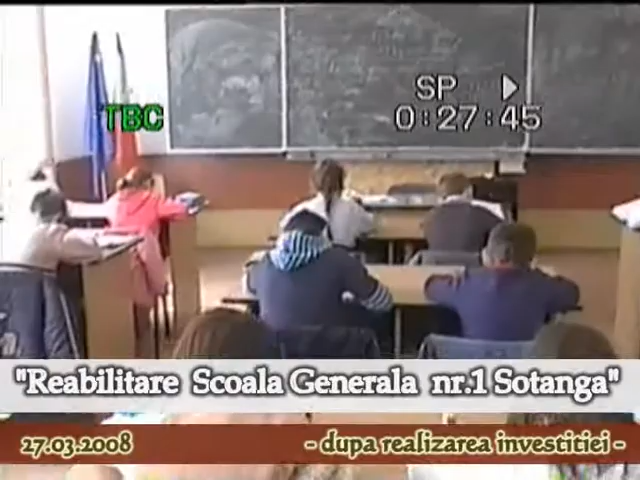 SP
TBC
0:27:45
"Reabilitare Scoala Generala nr.1 Sotanga"
27.03.2008 - dupa realizarea investitiei -